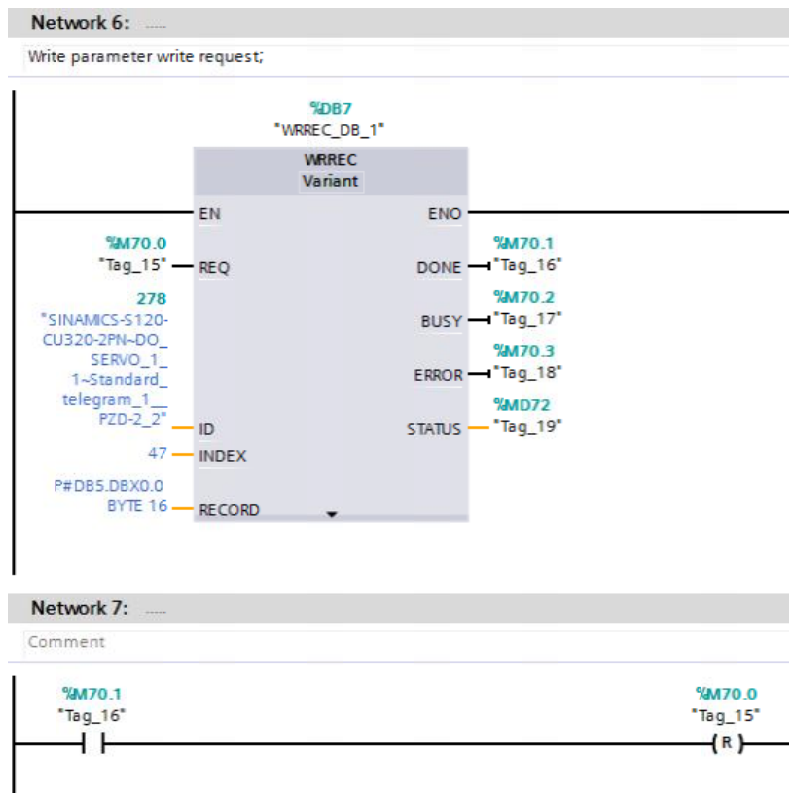 Network 6: .....
Write parameter write request;
%DB7
"WRREC_DB_1"
WRREC
Variant
EN
ENO
%M70.0
"Tag_15"
REQ
%M70.1
DONE
"Tag_16"
278
"SINAMICS-S120-
CU320-2PN~DO_
SERVO_1_
1~Standard_
telegram_1__
PZD-2_2"
ID
%M70.2
BUSY
"Tag_17"
%M70.3
ERROR
"Tag_18"
%MD72
STATUS
"Tag_19"
47
INDEX
P#DB5.DBX0.0
BYTE 16
RECORD
Network 7: .....
Comment
%M70.1
"Tag_16"
%M70.0
"Tag_15"
R